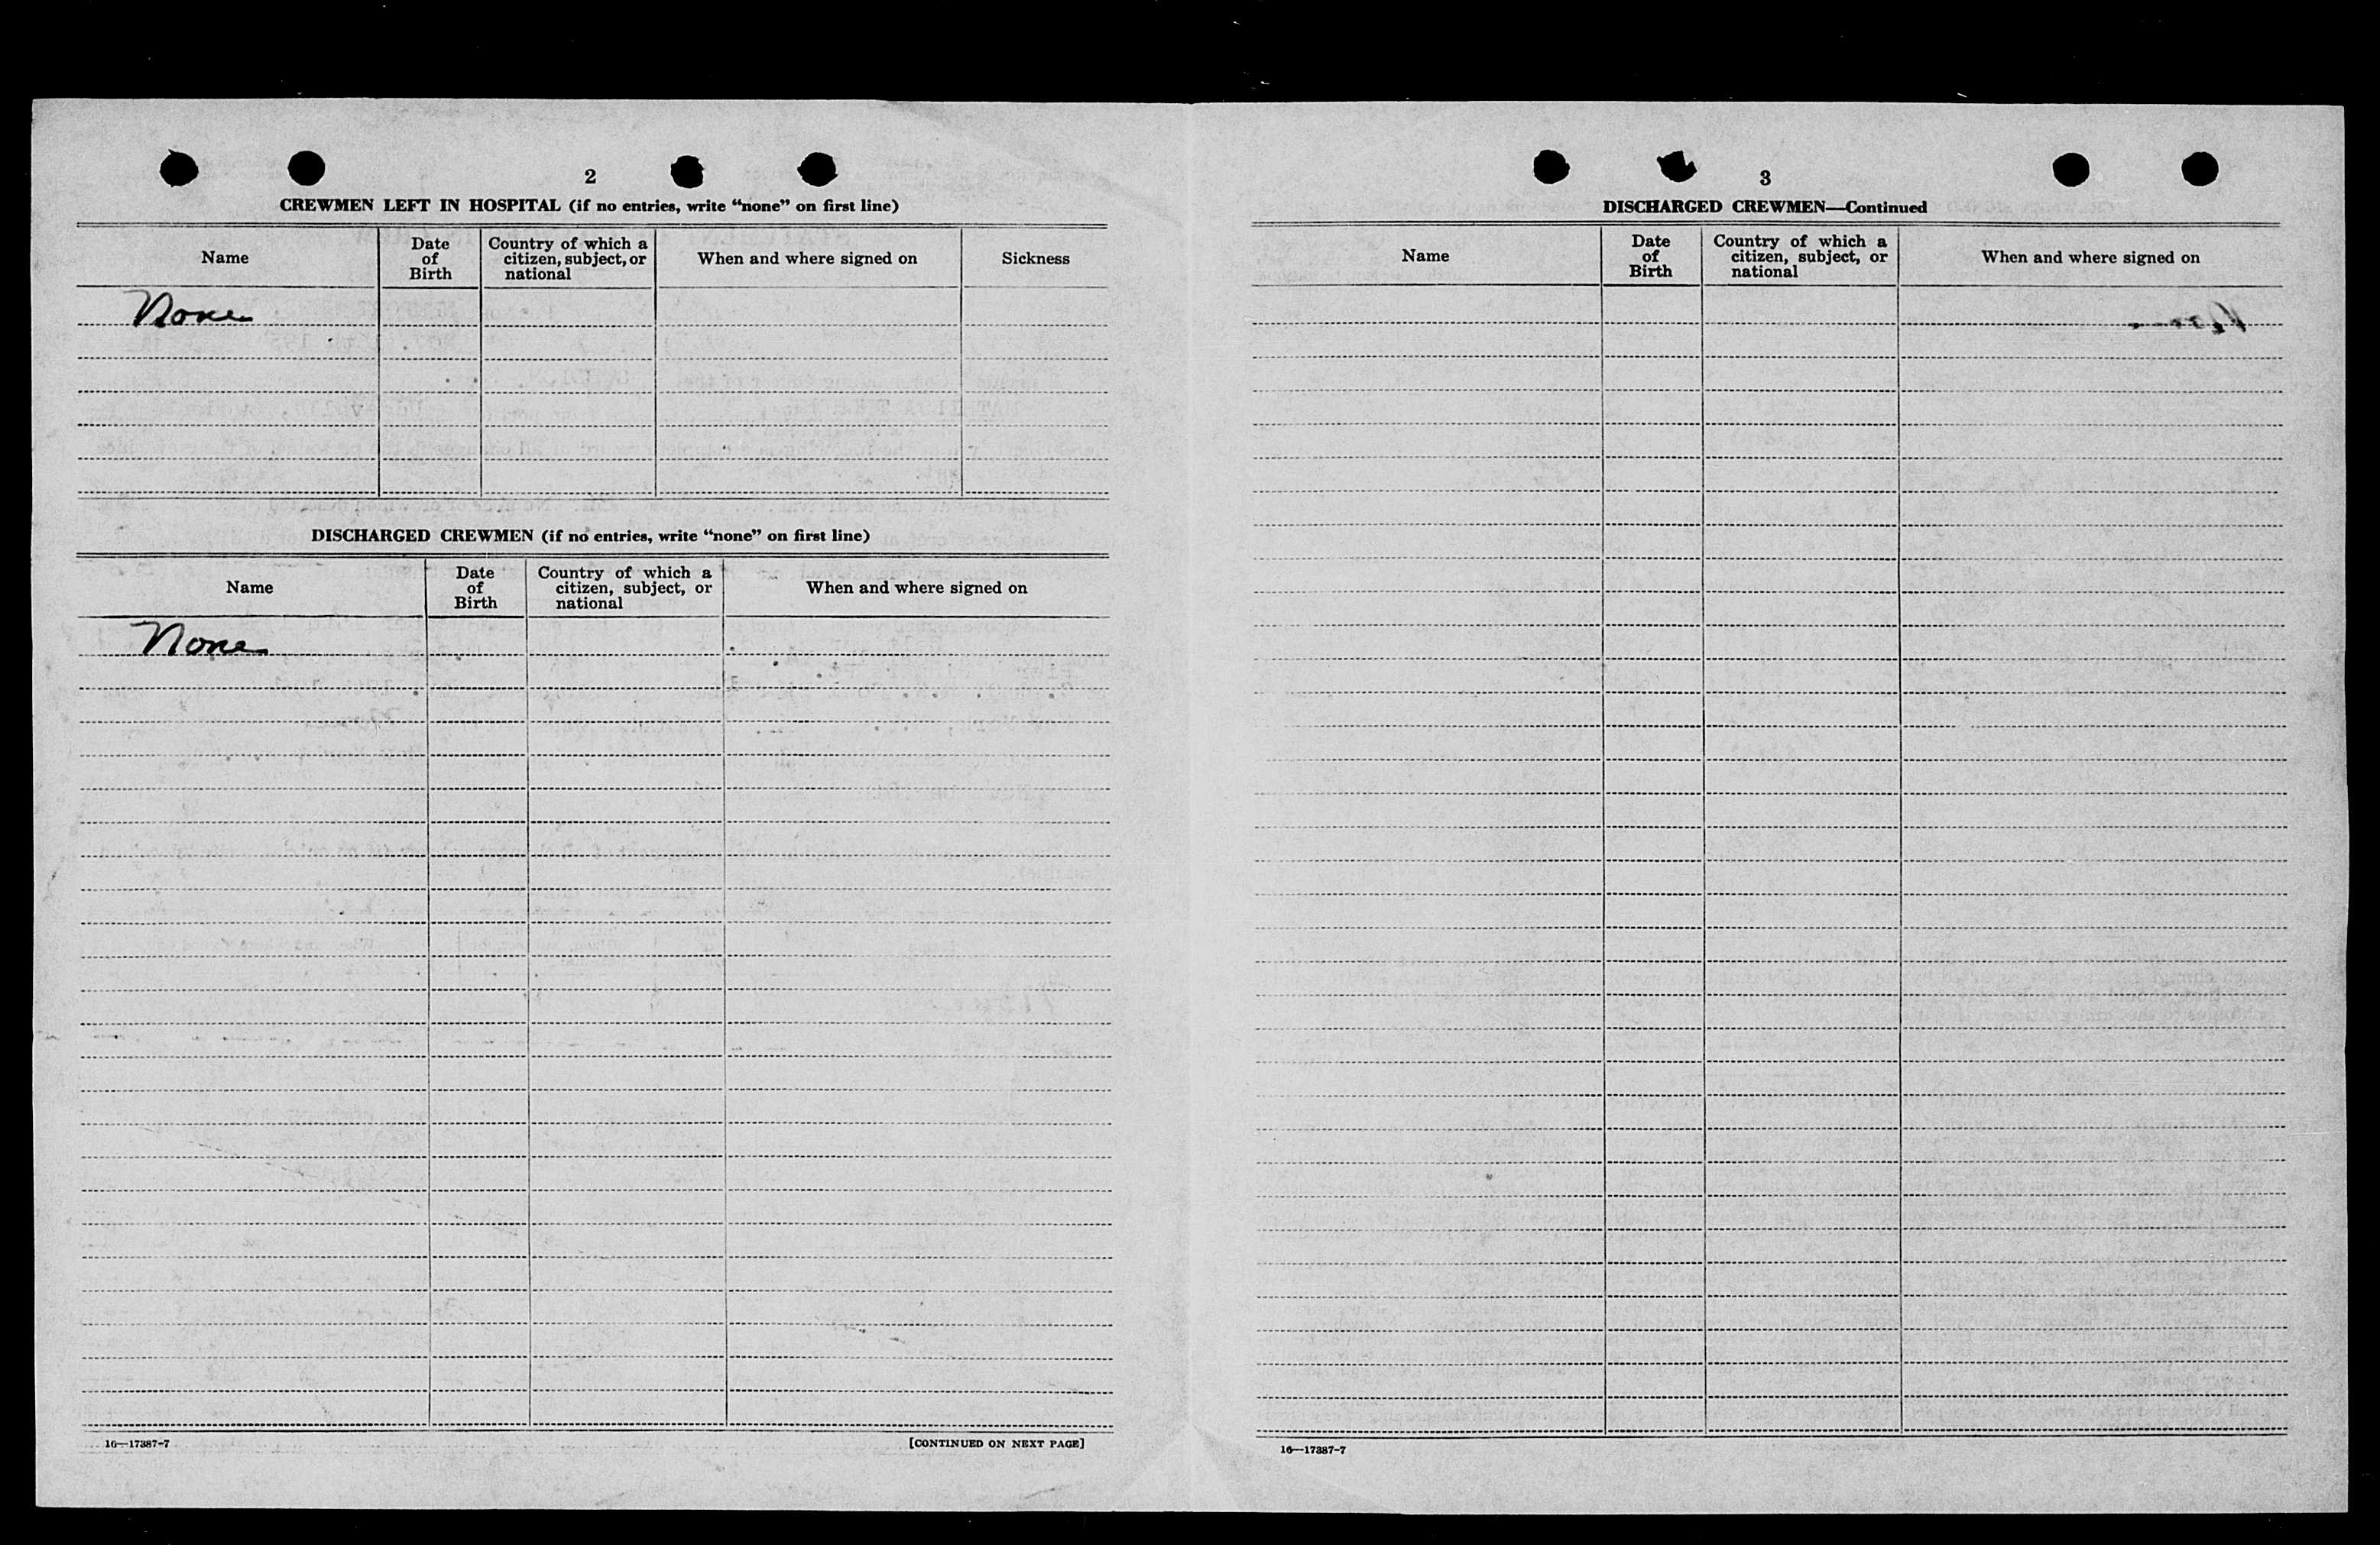 2
CREWMEN LEFT IN HOSPITAL (if no entries, write “none” on first line)
Name
Date of Birth
Country of which a citizen, subject, or national
When and where signed on
Sickness
None
DISCHARGED CREWMEN (if no entries, write “none” on first line)
Name
Date of Birth
Country of which a citizen, subject, or national
When and where signed on
None
16—17387-7
[CONTINUED ON NEXT PAGE]
3
DISCHARGED CREWMEN—Continued
Name
Date of Birth
Country of which a citizen, subject, or national
When and where signed on
16—17387-7